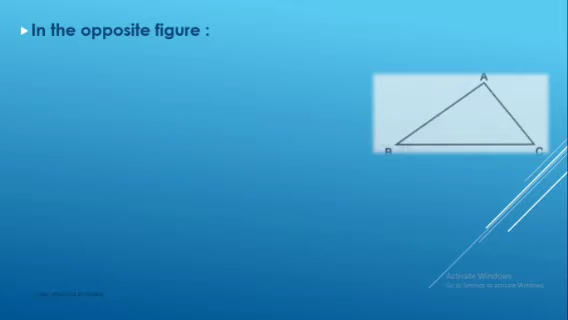 In the opposite figure :
A
B
C
Activate Windows
Go to Settings to activate Windows.